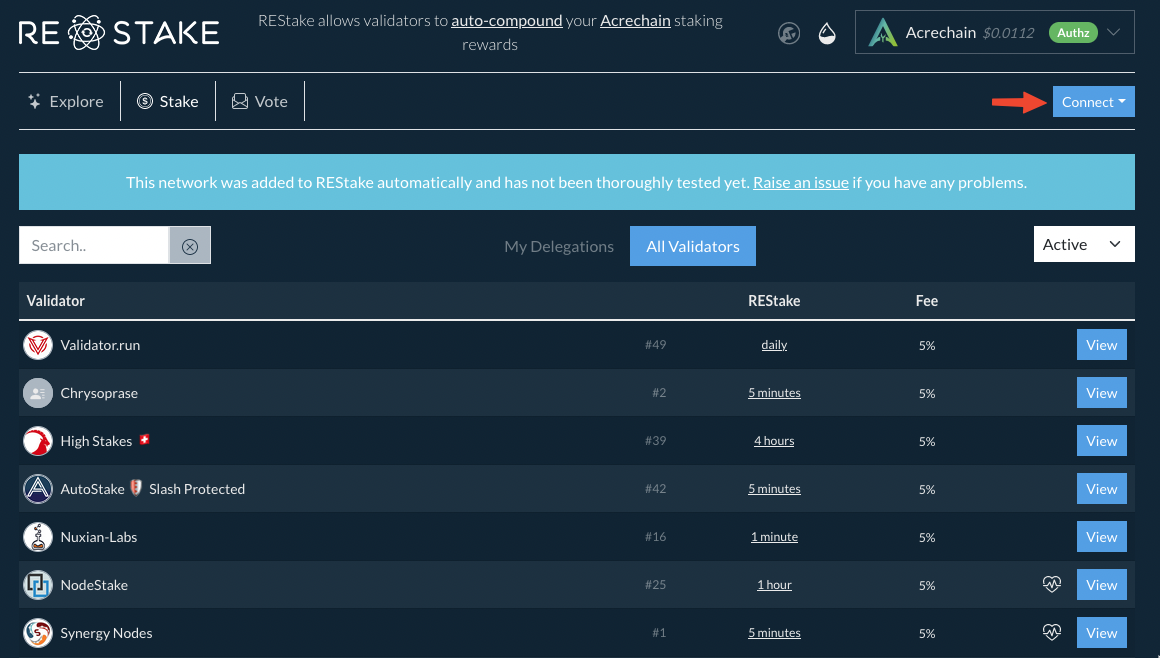 RE STAKE
REStake allows validators to auto-compound your Acrechain staking
rewards
Acrechain $0.0112 Authz
Explore
Stake
Vote
Connect
This network was added to REStake automatically and has not been thoroughly tested yet. Raise an issue if you have any problems.
Search..
My Delegations
All Validators
Active
Validator REStake Fee
Validator.run #49 daily 5% View
Chrysoprase #2 5 minutes 5% View
High Stakes #39 4 hours 5% View
AutoStake Slash Protected #42 5 minutes 5% View
Nuxian-Labs #16 1 minute 5% View
NodeStake #25 1 hour 5% View
Synergy Nodes #1 5 minutes 5% View